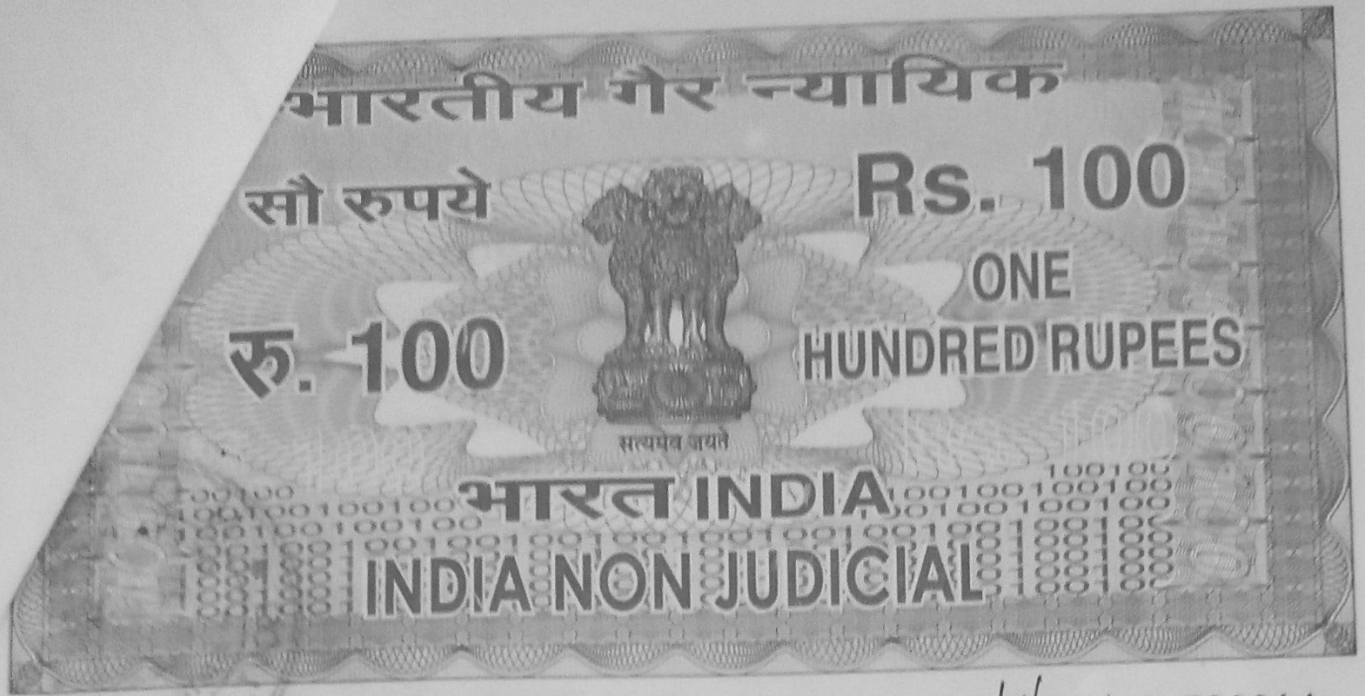 भारतीय गैर न्यायिक
सौ रुपये
Rs. 100
रु. 100
ONE
HUNDRED RUPEES
सत्यमेव जयते
भारत INDIA
INDIA NON JUDICIAL